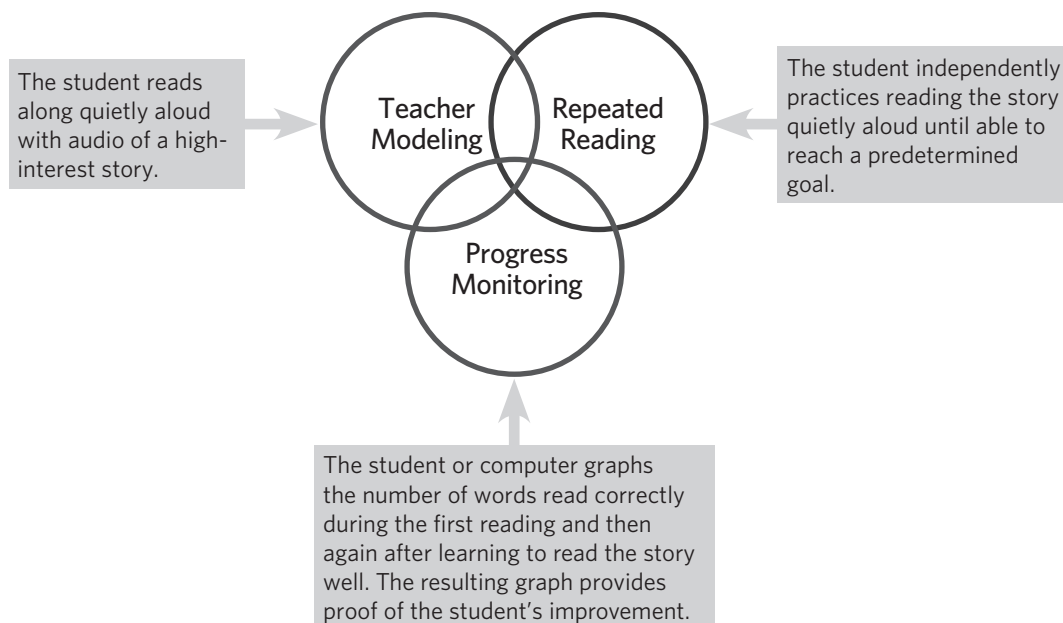 The student reads
along quietly aloud
with audio of a high-
interest story.
Teacher
Modeling
Repeated
Reading
The student independently
practices reading the story
quietly aloud until able to
reach a predetermined
goal.
Progress
Monitoring
The student or computer graphs
the number of words read correctly
during the first reading and then
again after learning to read the story
well. The resulting graph provides
proof of the student’s improvement.